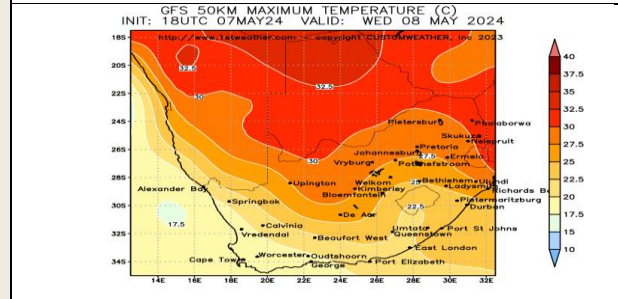 GFS 50KM MAXIMUM TEMPERATURE (C)
INIT: 18UTC 07MAY24 VALID: WED 08 MAY 2024
http://www.1stweather.com – © copyright CUSTOMWEATHER, Inc 2023
18S
20S
22S
24S
26S
28S
30S
32S
34S
14E 16E 18E 20E 22E 24E 26E 28E 30E 32E
40
37.5
35
32.5
30
27.5
25
22.5
20
17.5
15
10
32.5
32.5
30
30
27.5
25
22.5
17.5
Pietersburg
Phalaborwa
Skukuza
Nelspruit
Pretoria
Johannesburg
Ermelo
Vryburg
Potchefstroom
Welkom
Bethlehem
Ulundi
Upington
Kimberley
Ladysmith
Richards B
Alexander Bay
Bloemfontein
Pietermaritzburg
Springbok
Durban
De Aar
Calvinia
Umtata
Port St Johns
Vredendal
Beaufort West
Queenstown
East London
Cape Town
Worcester
Oudtshoorn
George
Port Elizabeth